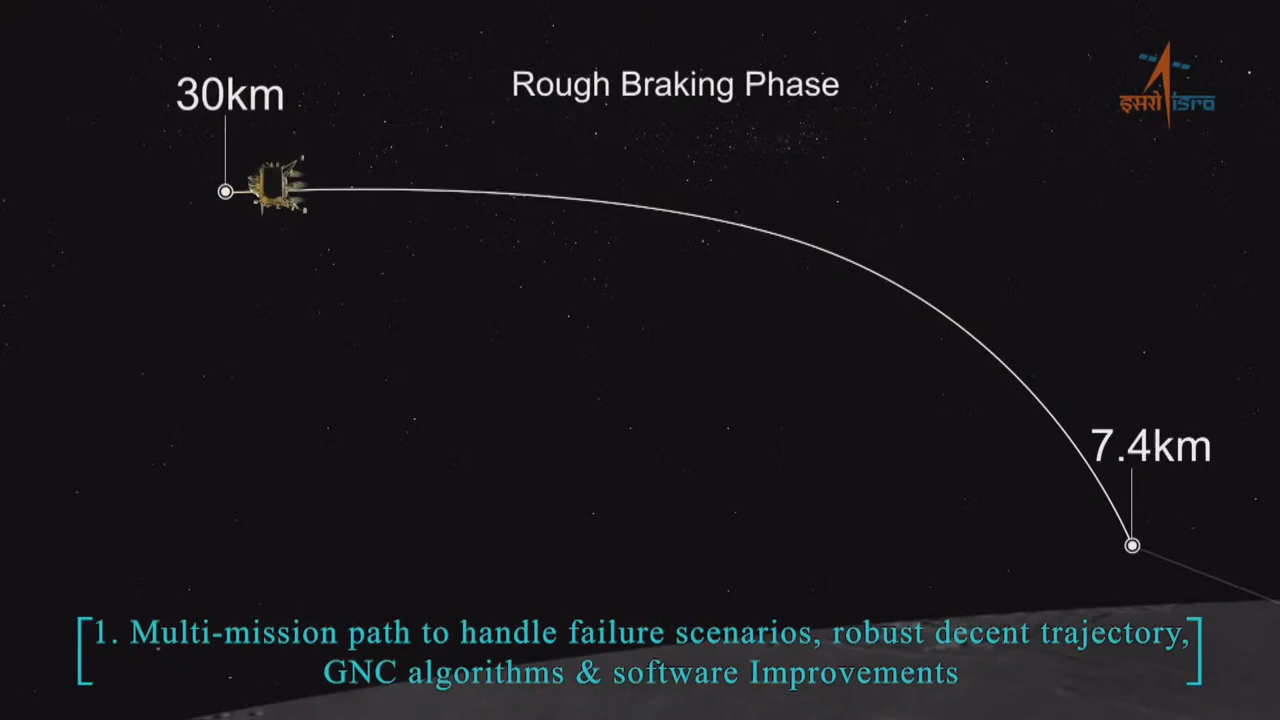 30km
Rough Braking Phase
इसरो isro
7.4km
1. Multi-mission path to handle failure scenarios, robust decent trajectory,
GNC algorithms & software Improvements